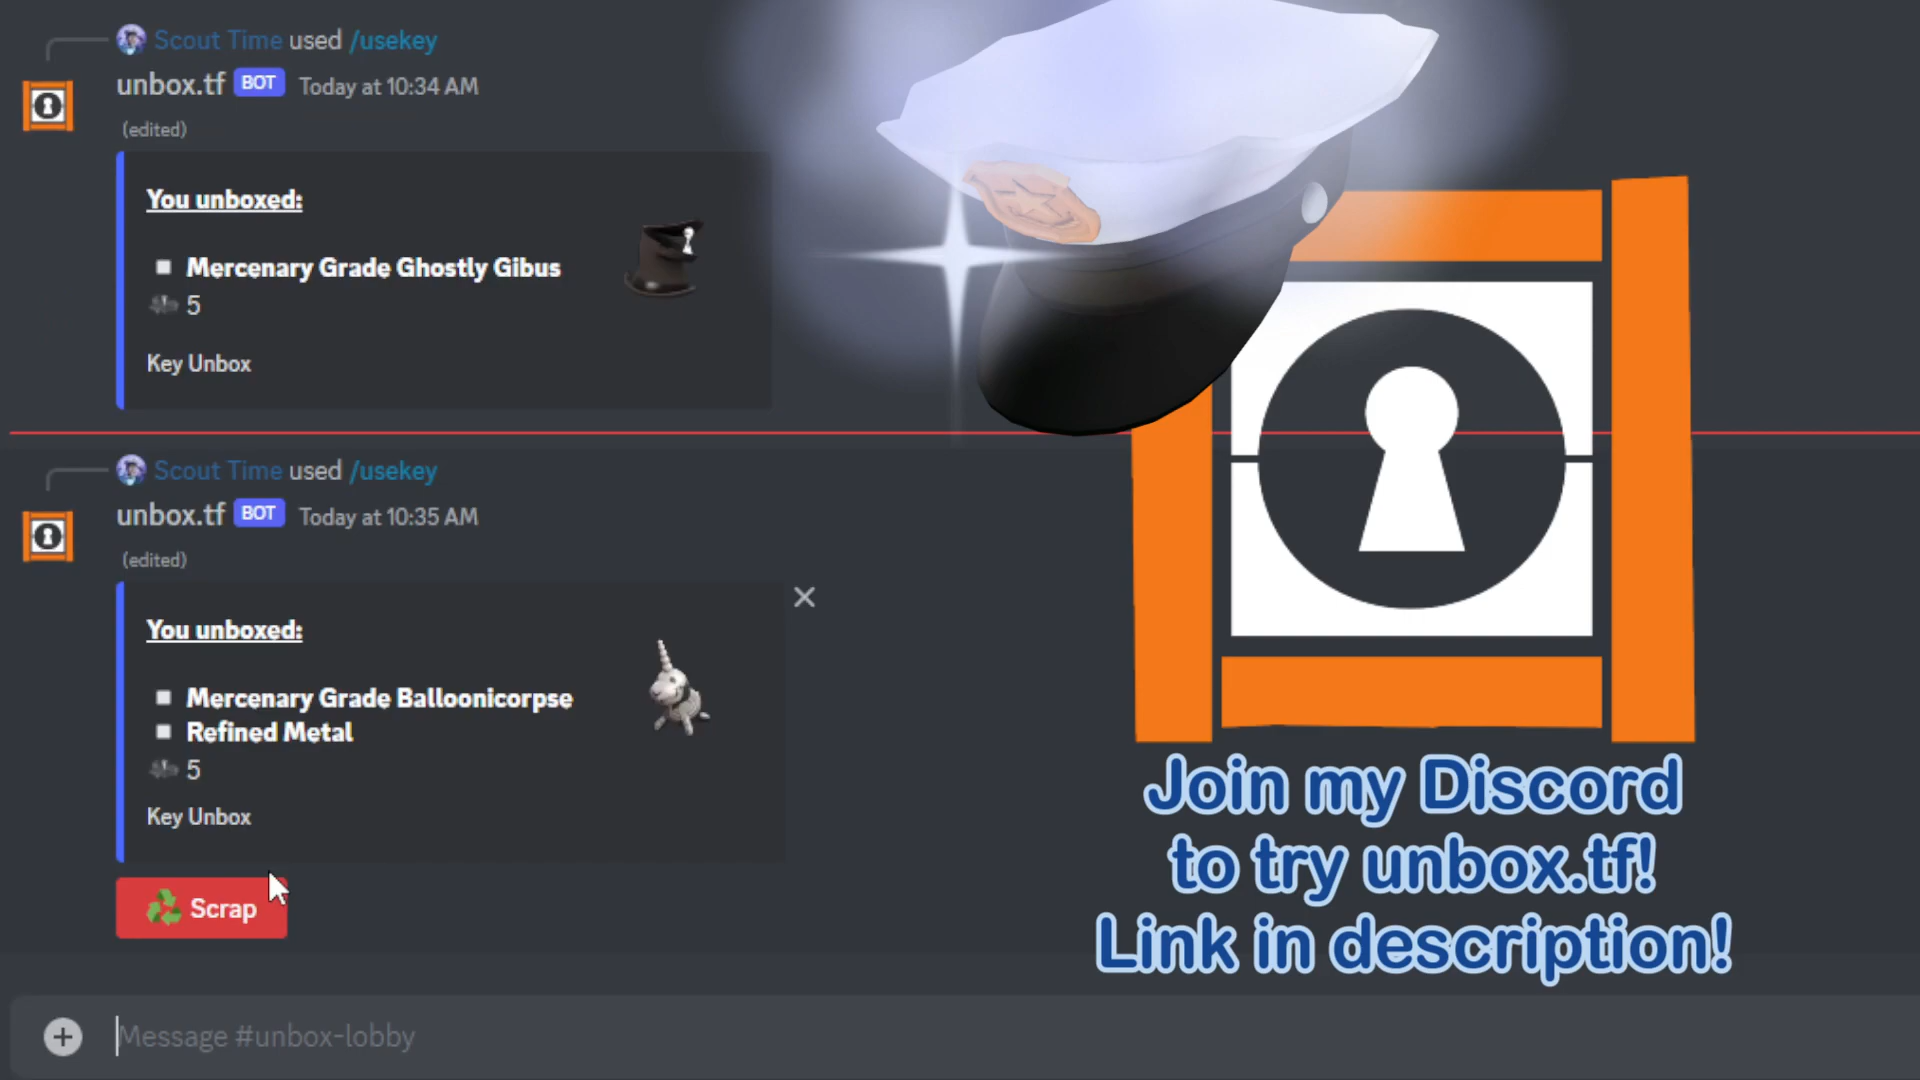 Scout Time used /usekey
unbox.tf BOT Today at 10:34 AM
(edited)
You unboxed:
Mercenary Grade Ghostly Gibus
5
Key Unbox
Scout Time used /usekey
unbox.tf BOT Today at 10:35 AM
(edited)
You unboxed:
Mercenary Grade Balloonicorpse
Refined Metal
5
Key Unbox
Scrap
Message #unbox-lobby
Join my Discord
to try unbox.tf!
Link in description!